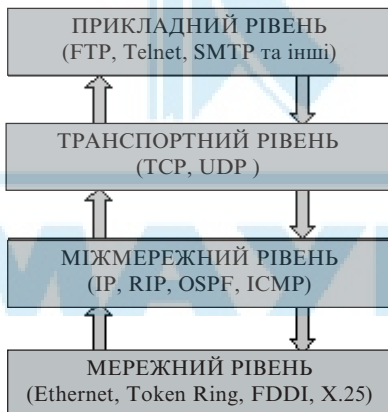 ПРИКЛАДНИЙ РІВЕНЬ
(FTP, Telnet, SMTP та інші)
ТРАНСПОРТНИЙ РІВЕНЬ
(TCP, UDP )
МІЖМЕРЕЖНИЙ РІВЕНЬ
(IP, RIP, OSPF, ICMP)
МЕРЕЖНИЙ РІВЕНЬ
(Ethernet, Token Ring, FDDI, X.25)